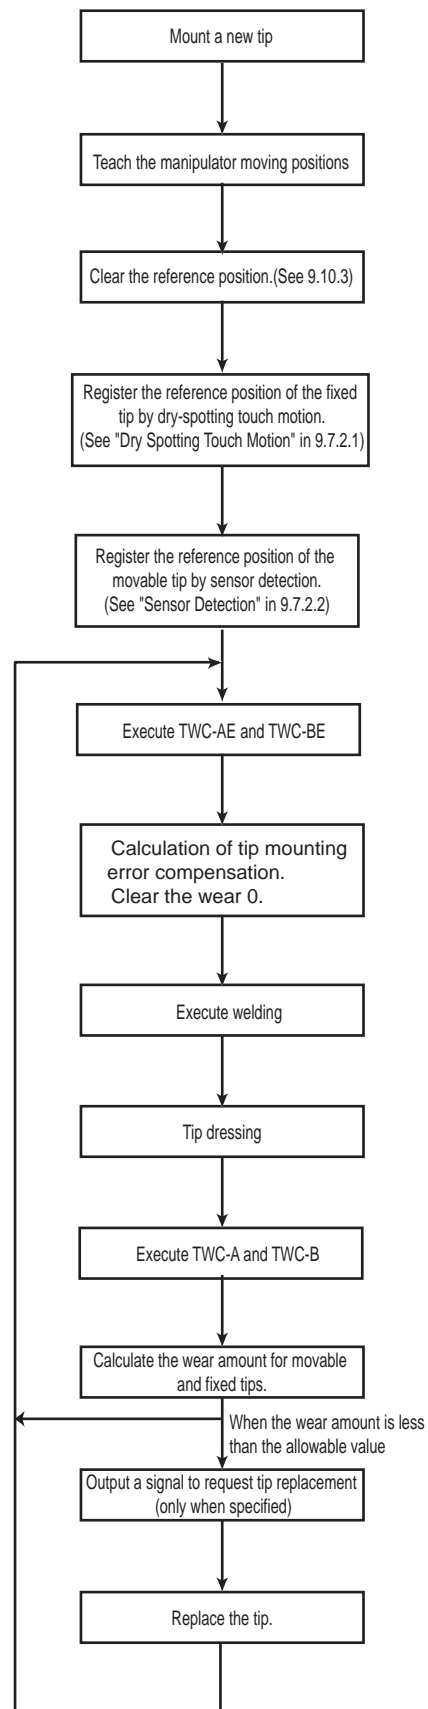 Mount a new tip
Teach the manipulator moving positions
Clear the reference position.(See 9.10.3)
Register the reference position of the fixed
tip by dry-spotting touch motion.
(See "Dry Spotting Touch Motion" in 9.7.2.1)
Register the reference position of the
movable tip by sensor detection.
(See "Sensor Detection" in 9.7.2.2)
Execute TWC-AE and TWC-BE
Calculation of tip mounting
error compensation.
Clear the wear 0.
Execute welding
Tip dressing
Execute TWC-A and TWC-B
Calculate the wear amount for movable
and fixed tips.
When the wear amount is less
than the allowable value
Output a signal to request tip replacement
(only when specified)
Replace the tip.